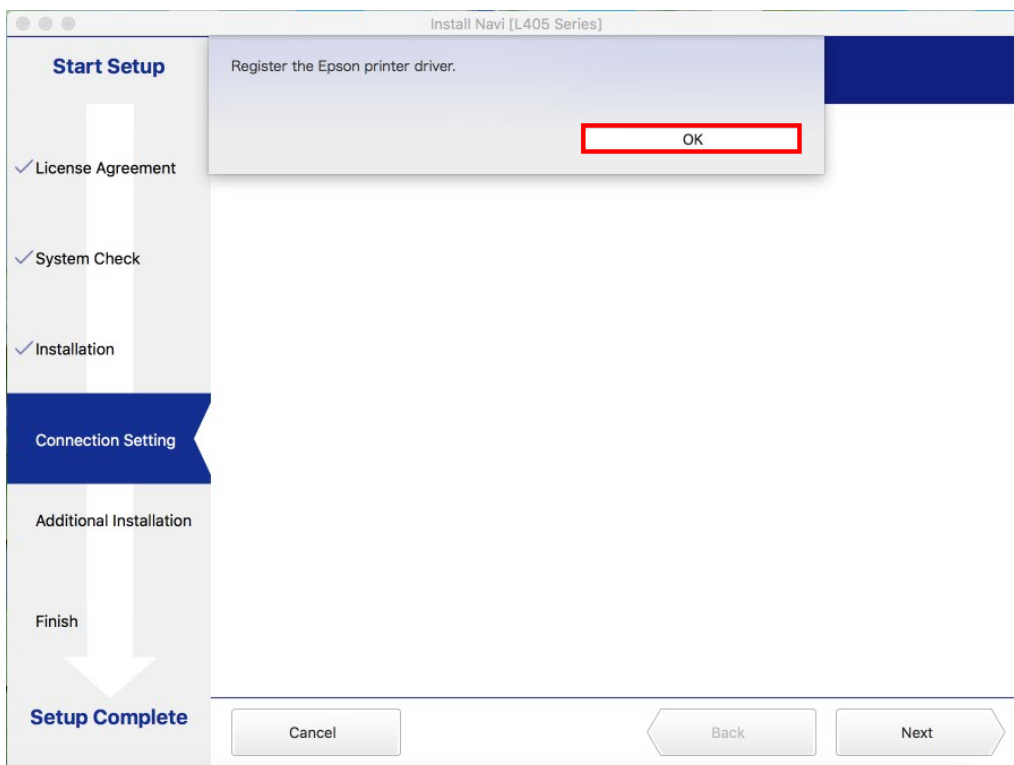 Install Navi [L405 Series]
Start Setup
Register the Epson printer driver.
OK
License Agreement
System Check
Installation
Connection Setting
Additional Installation
Finish
Setup Complete
Cancel
Back
Next